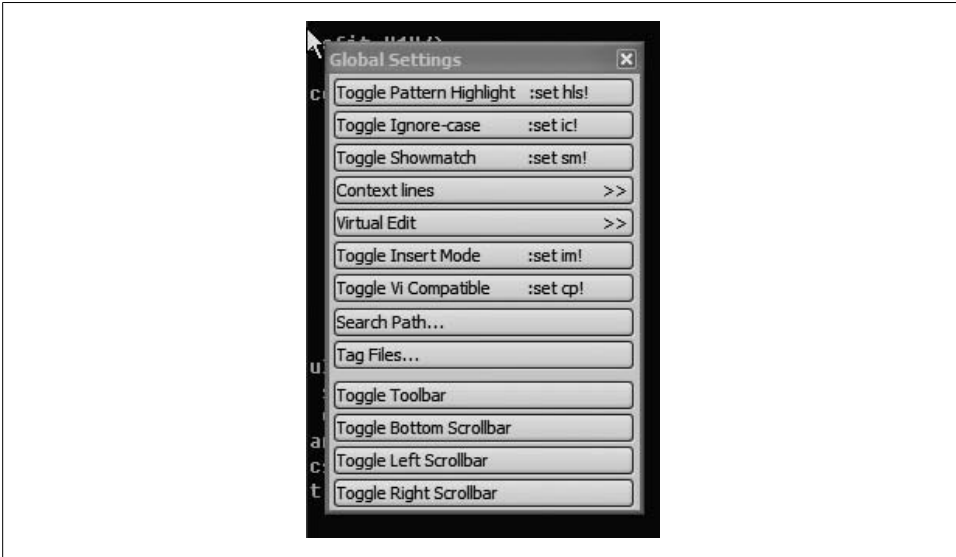 Global Settings
Toggle Pattern Highlight :set hls!
Toggle Ignore-case :set ic!
Toggle Showmatch :set sm!
Context lines >>
Virtual Edit >>
Toggle Insert Mode :set im!
Toggle Vi Compatible :set cp!
Search Path...
Tag Files...
Toggle Toolbar
Toggle Bottom Scrollbar
Toggle Left Scrollbar
Toggle Right Scrollbar